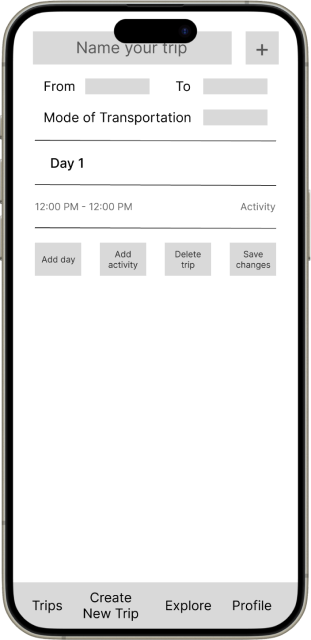 Name your trip +
From To
Mode of Transportation
Day 1
12:00 PM - 12:00 PM Activity
Add day
Add
activity
Delete
trip
Save
changes
Trips
Create
New Trip
Explore
Profile